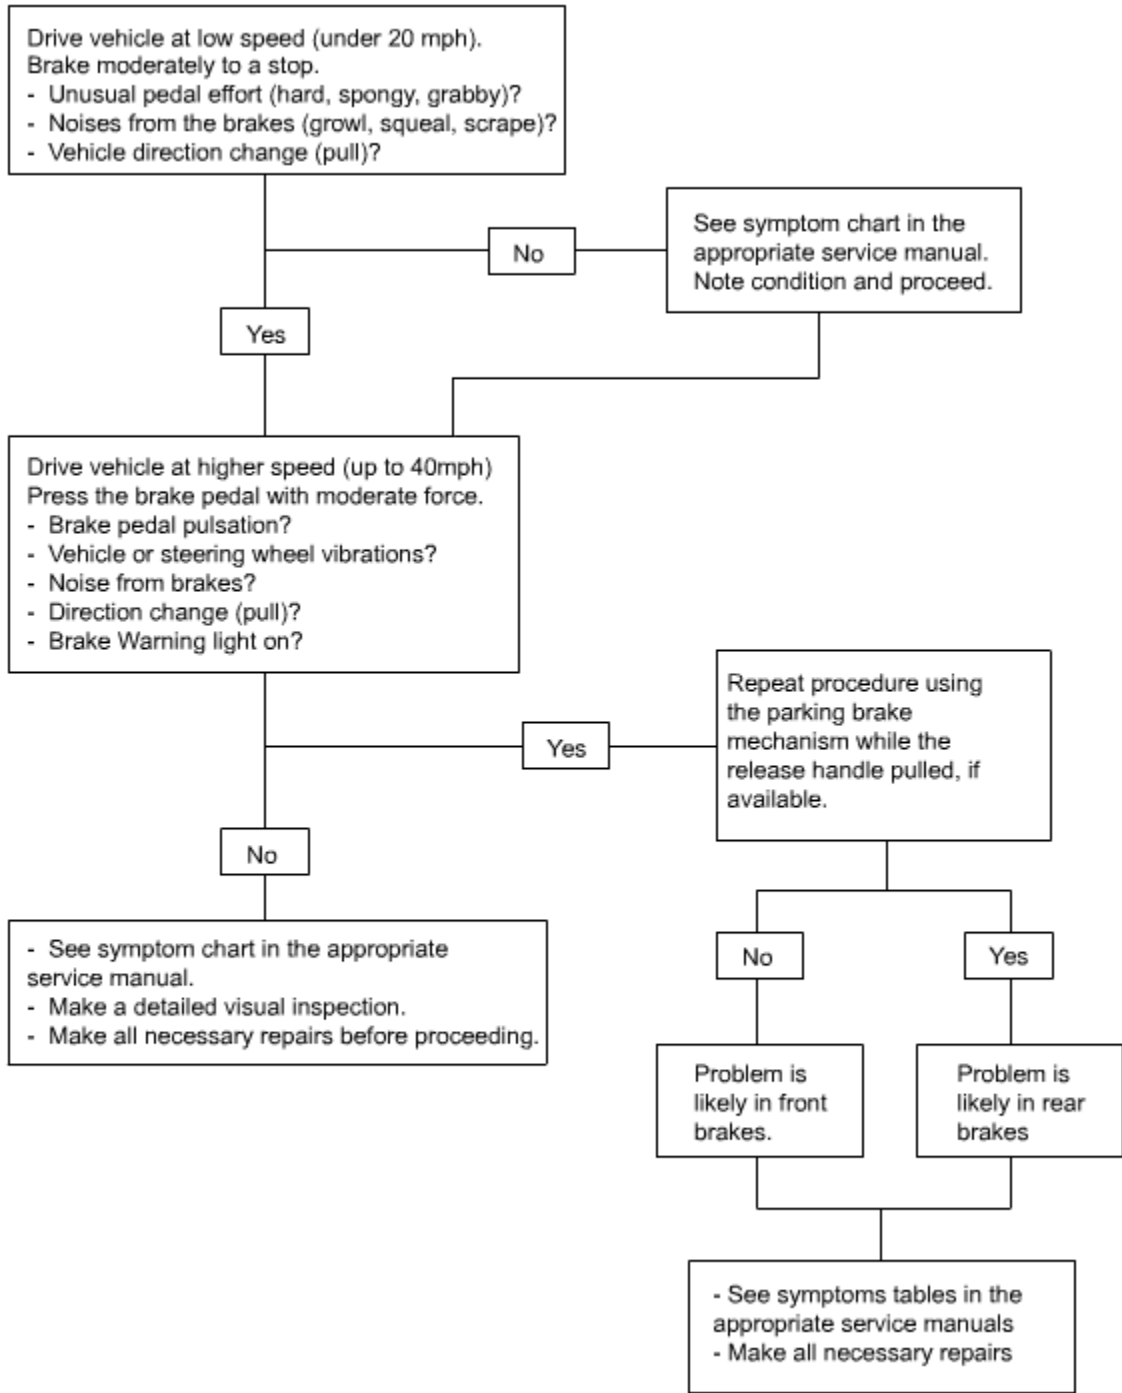 Drive vehicle at low speed (under 20 mph).
Brake moderately to a stop.
- Unusual pedal effort (hard, spongy, grabby)?
- Noises from the brakes (growl, squeal, scrape)?
- Vehicle direction change (pull)?
No
See symptom chart in the
appropriate service manual.
Note condition and proceed.
Yes
Drive vehicle at higher speed (up to 40mph)
Press the brake pedal with moderate force.
- Brake pedal pulsation?
- Vehicle or steering wheel vibrations?
- Noise from brakes?
- Direction change (pull)?
- Brake Warning light on?
Yes
Repeat procedure using
the parking brake
mechanism while the
release handle pulled, if
available.
No
- See symptom chart in the appropriate
service manual.
- Make a detailed visual inspection.
- Make all necessary repairs before proceeding.
No
Yes
Problem is
likely in front
brakes.
Problem is
likely in rear
brakes
- See symptoms tables in the
appropriate service manuals
- Make all necessary repairs